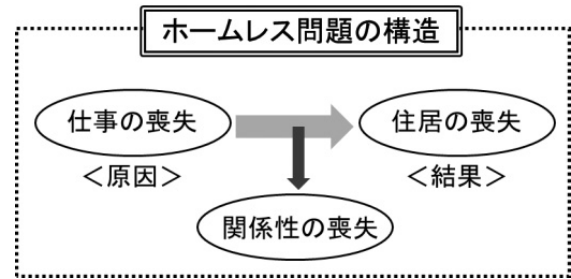 ホームレス問題の構造
仕事の喪失
住居の喪失
＜原因＞
＜結果＞
関係性の喪失